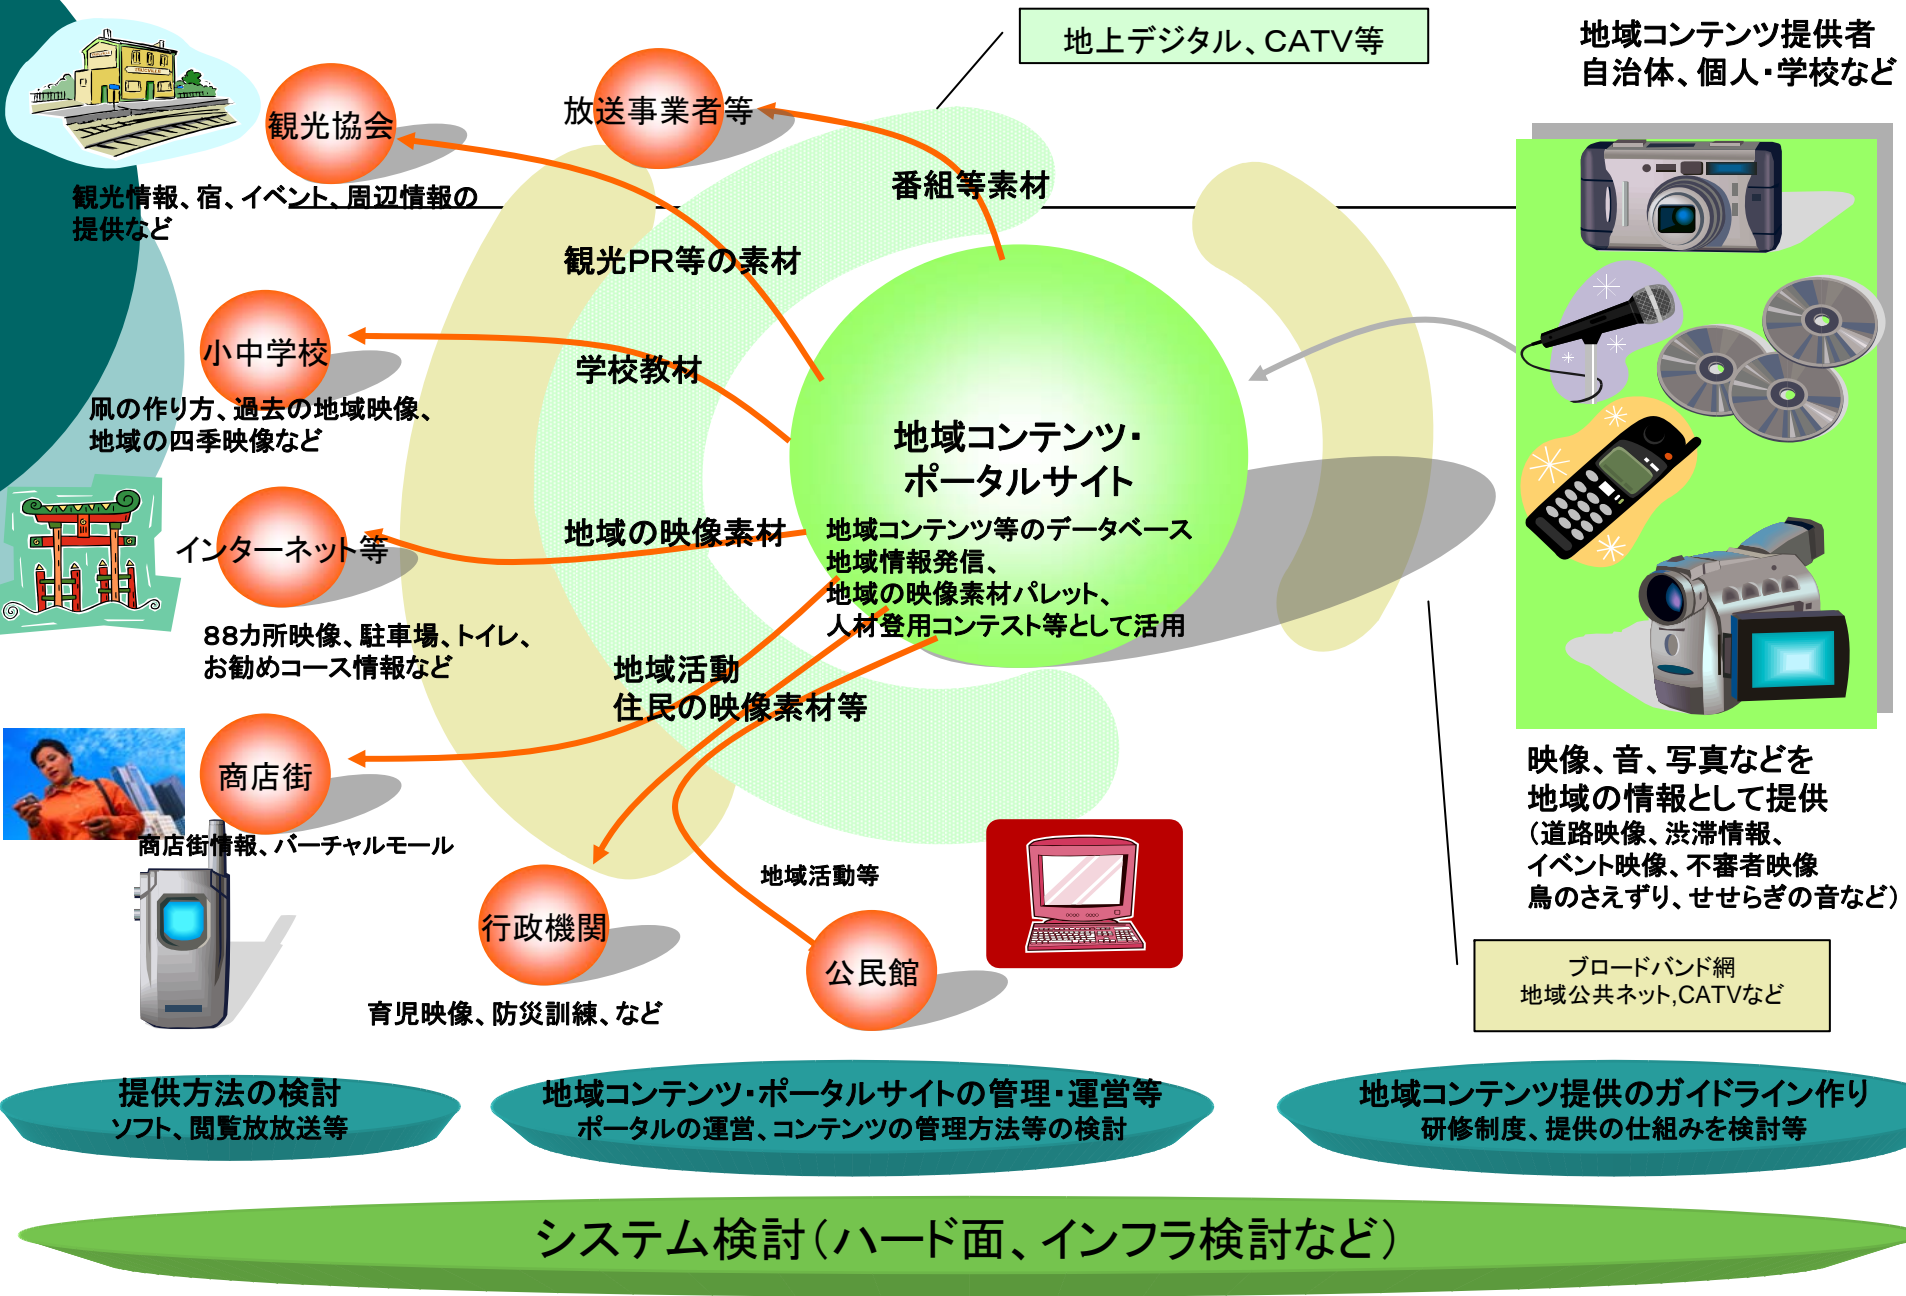 地上デジタル、CATV等
地域コンテンツ提供者
自治体、個人・学校など
観光協会
放送事業者等
番組等素材
観光情報、宿、イベント、周辺情報の
提供など
観光PR等の素材
小中学校
学校教材
凧の作り方、過去の地域映像、
地域の四季映像など
地域コンテンツ・
ポータルサイト
地域コンテンツ等のデータベース
地域情報発信、
地域の映像素材パレット、
人材登用コンテスト等として活用
インターネット等
地域の映像素材
88カ所映像、駐車場、トイレ、
お勧めコース情報など
地域活動
住民の映像素材等
商店街
商店街情報、バーチャルモール
映像、音、写真などを
地域の情報として提供
(道路映像、渋滞情報、
イベント映像、不審者映像
鳥のさえずり、せせらぎの音など)
地域活動等
行政機関
公民館
育児映像、防災訓練、など
ブロードバンド網
地域公共ネット,CATVなど
提供方法の検討
ソフト、閲覧放放送等
地域コンテンツ・ポータルサイトの管理・運営等
ポータルの運営、コンテンツの管理方法等の検討
地域コンテンツ提供のガイドライン作り
研修制度、提供の仕組みを検討等
システム検討(ハード面、インフラ検討など)